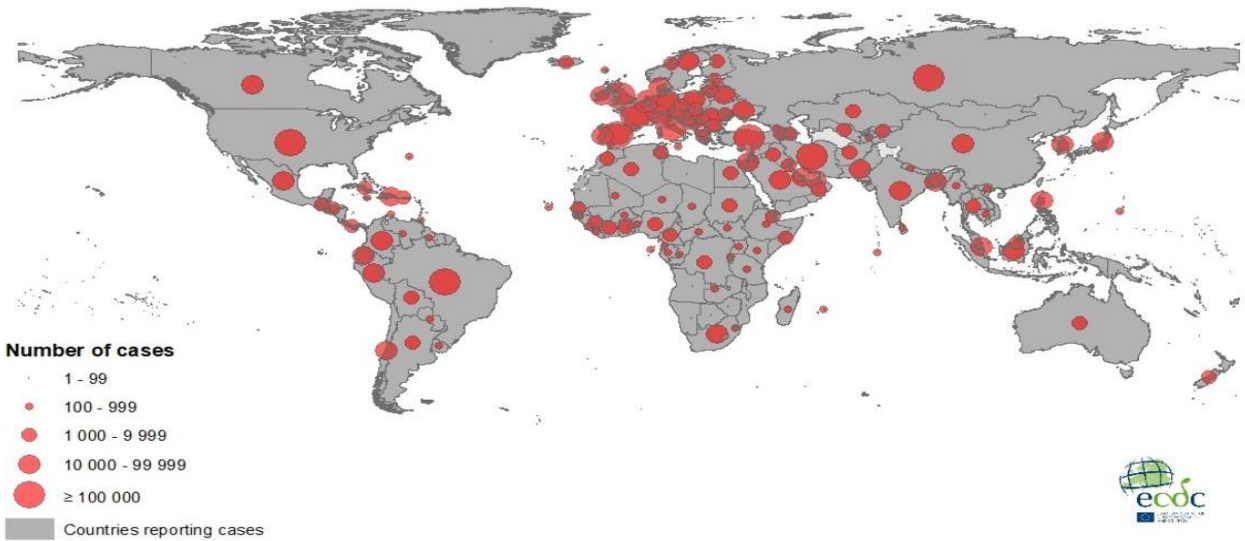 Number of cases
1 - 99
100 - 999
1 000 - 9 999
10 000 - 99 999
≥ 100 000
Countries reporting cases
ecdc